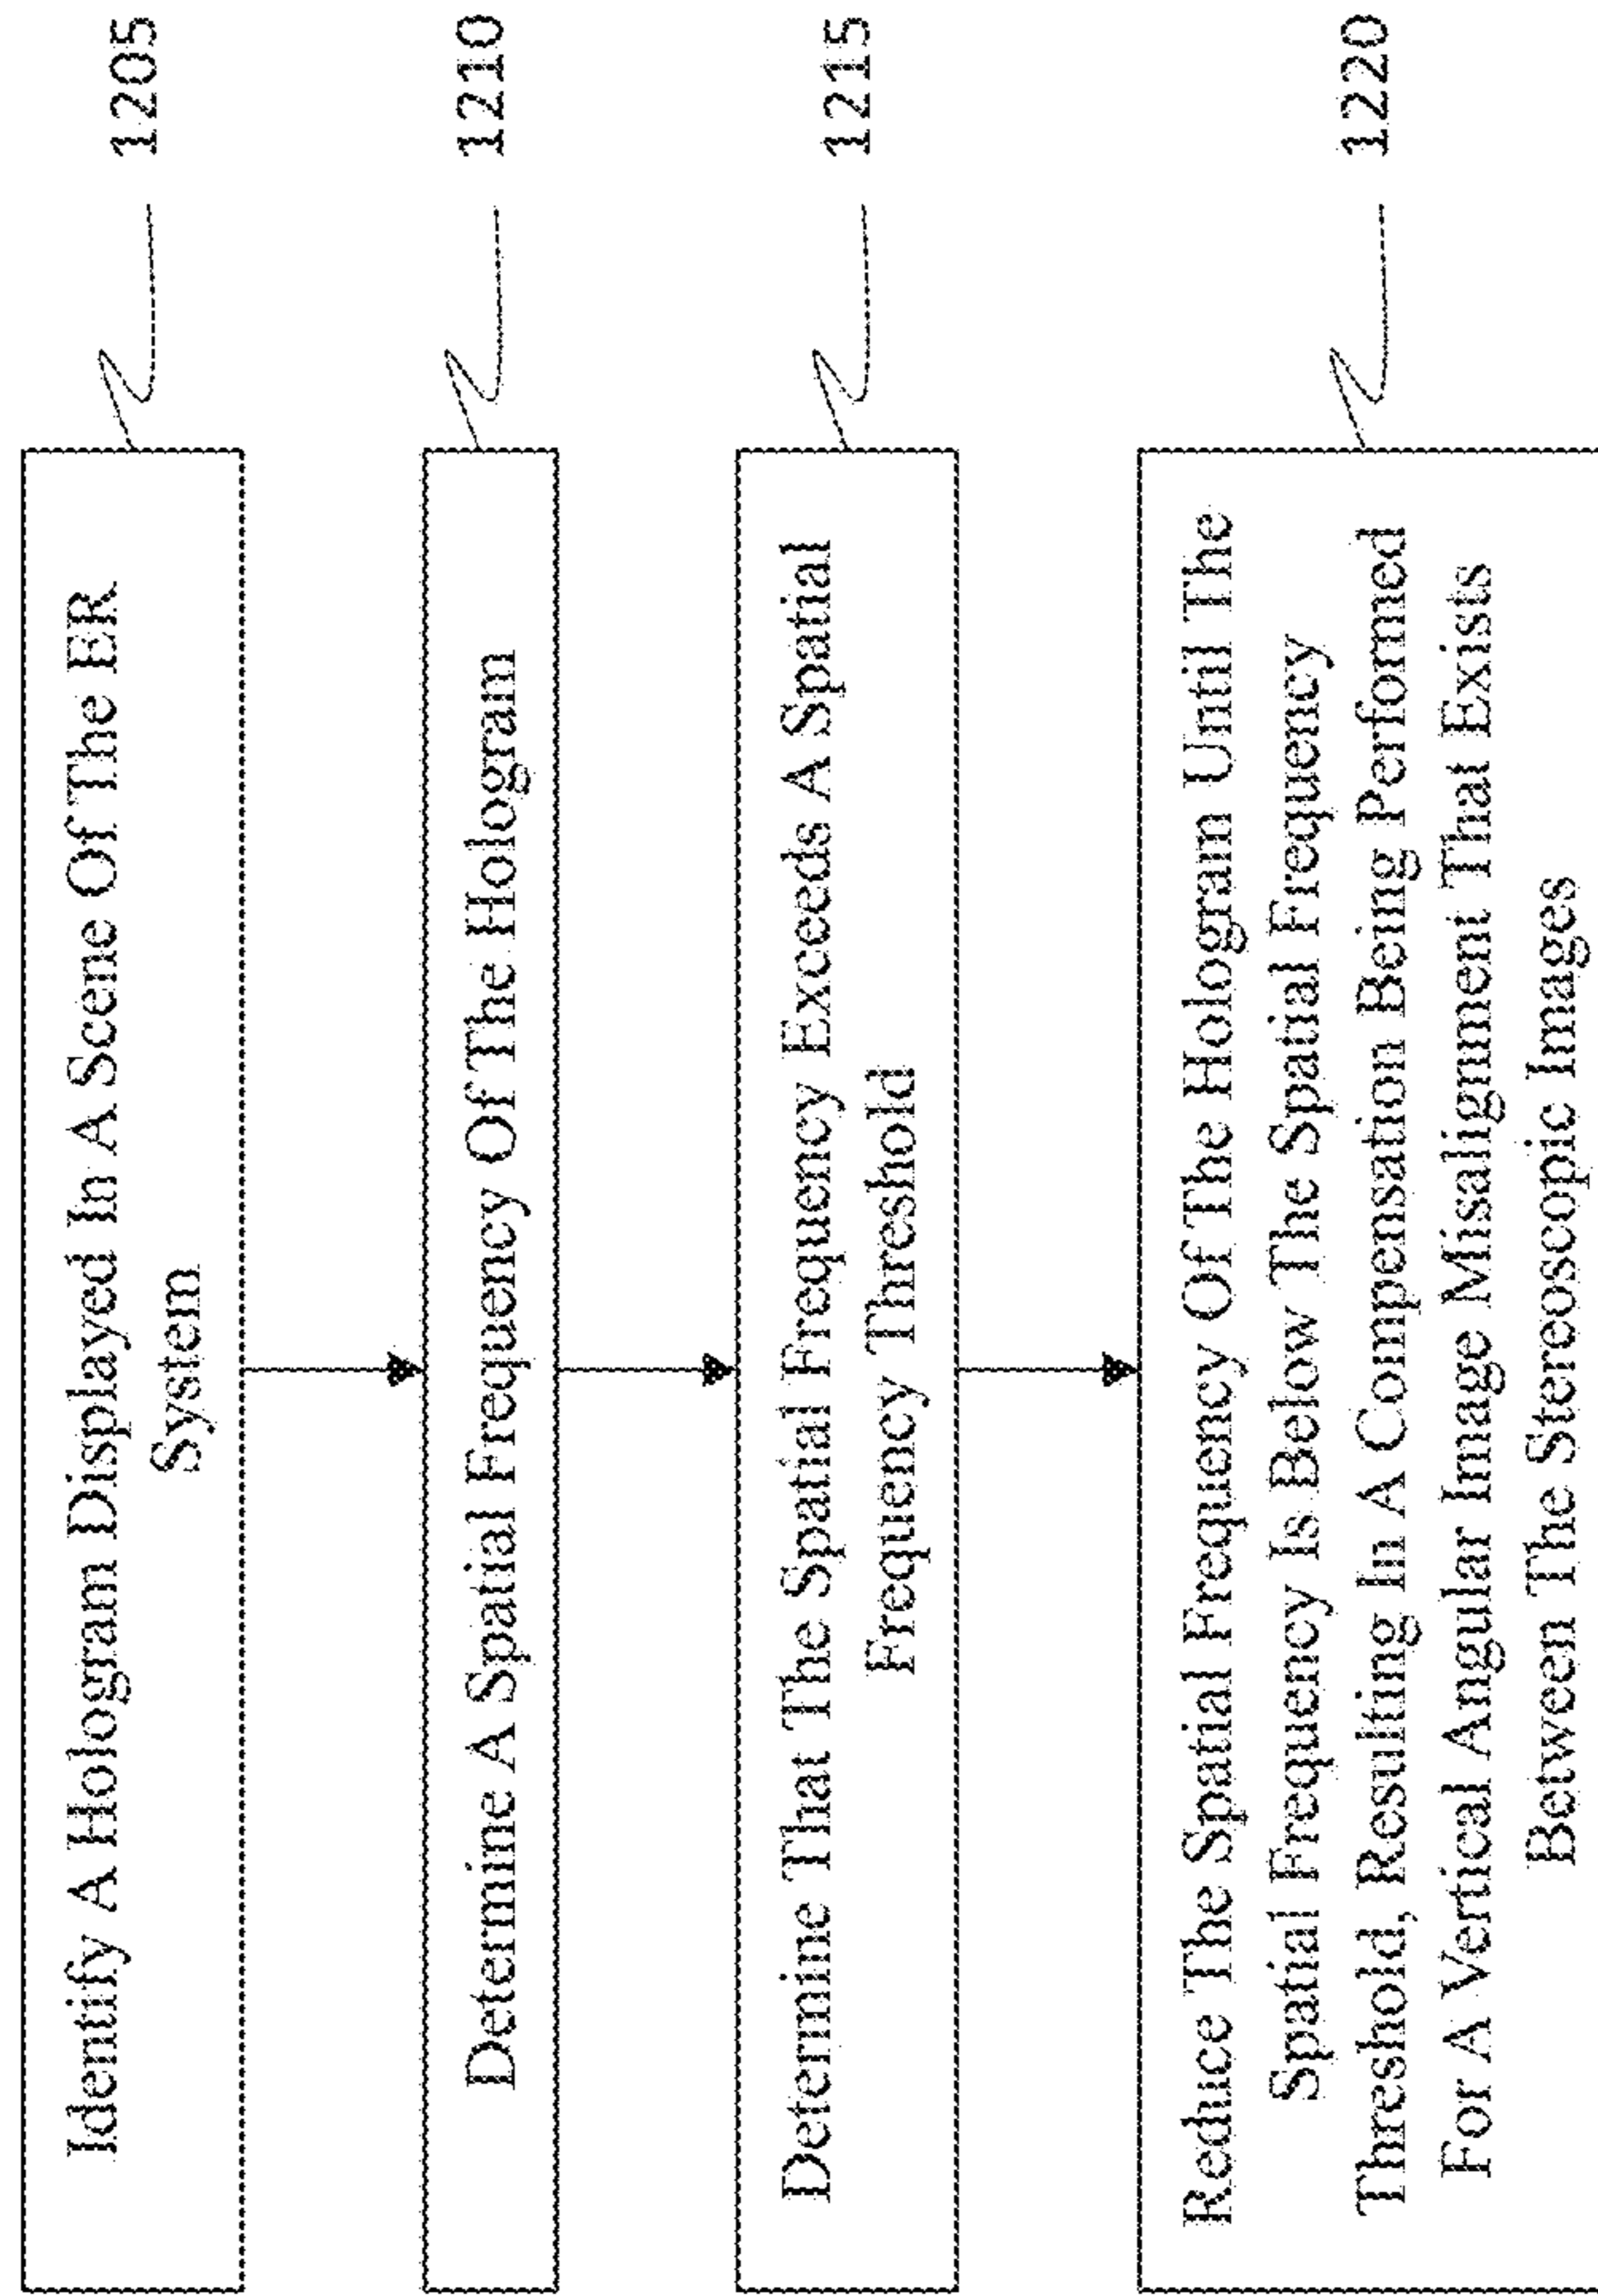 Identify A Hologram Displayed In A Scene Of The ER
System
1205
Determine A Spatial Frequency Of The Hologram
1210
Determine That The Spatial Frequency Exceeds A Spatial
Frequency Threshold
1215
Reduce The Spatial Frequency Of The Hologram Until The
Spatial Frequency Is Below The Spatial Frequency
Threshold, Resulting In A Compensation Being Perfomed
For A Vertical Angular Image Misalignment That Exists
Between The Stereoscopic Images
1220